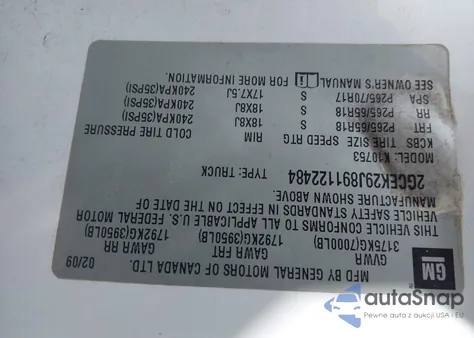 GM
MFD BY GENERAL MOTORS OF CANADA LTD.
02/09
GVWR GAWR FRT GAWR RR
3175KG(7000LB) 1792KG(3950LB) 1792KG(3950LB)
THIS VEHICLE CONFORMS TO ALL APPLICABLE U.S. FEDERAL MOTOR
VEHICLE SAFETY STANDARDS IN EFFECT ON THE DATE OF
MANUFACTURE SHOWN ABOVE.
2GCEK29J891122484 TYPE: TRUCK
MODEL: K10753
KCBS TIRE SIZE SPEED RTG RIM COLD TIRE PRESSURE
FRT P265/65R18 S 18X8J 240KPA(35PSI)
RR P265/65R18 S 18X8J 240KPA(35PSI)
SPA P265/70R17 S 17X7.5J 240KPA(35PSI)
SEE OWNER'S MANUAL FOR MORE INFORMATION.
autoSnap
Pewne auta z aukcji USA i EU